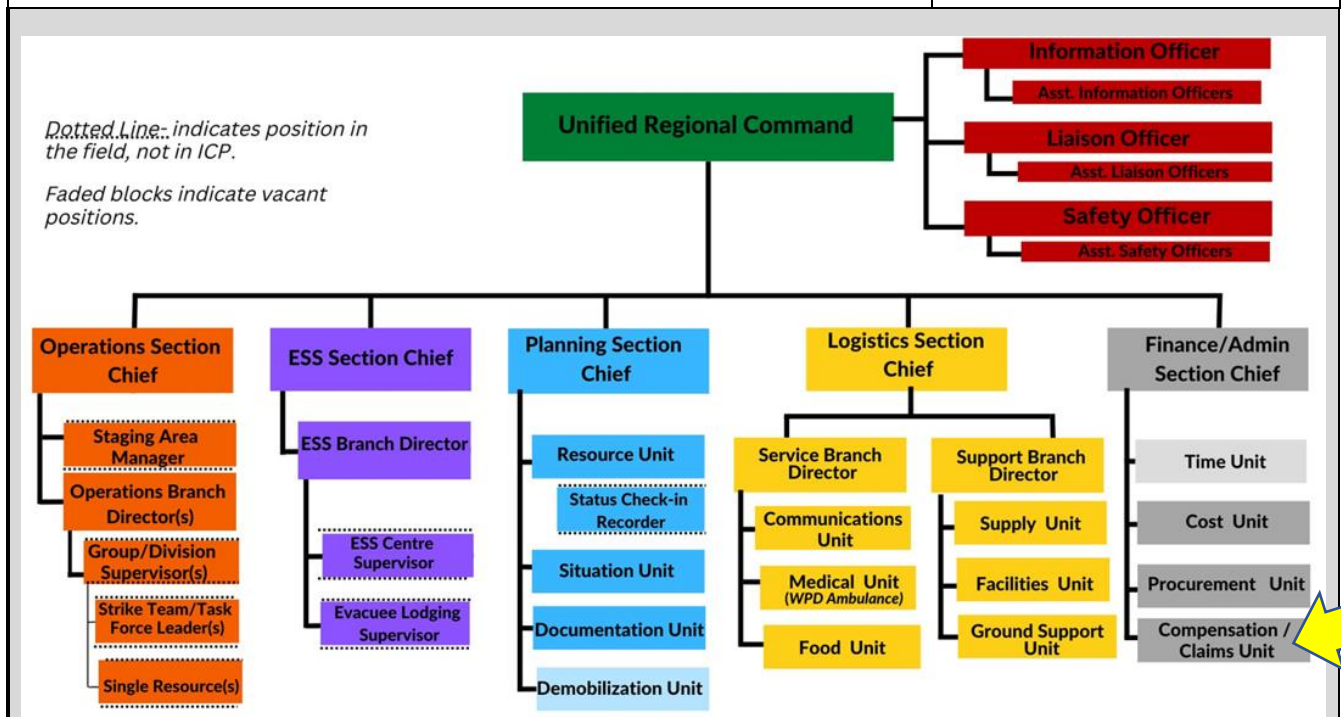 Information Officer
Asst. Information Officers
Unified Regional Command
Dotted Line- indicates position in
the field, not in ICP.
Liaison Officer
Asst. Liaison Officers
Faded blocks indicate vacant
positions.
Safety Officer
Asst. Safety Officers
Operations Section
Chief
ESS Section Chief
Planning Section
Chief
Logistics Section
Chief
Finance/Admin
Section Chief
Staging Area
Manager
Operations Branch
Director(s)
Group/Division
Supervisor(s)
Strike Team/Task
Force Leader(s)
Single Resource(s)
ESS Branch Director
ESS Centre
Supervisor
Evacuee Lodging
Supervisor
Resource Unit
Status Check-in
Recorder
Situation Unit
Documentation Unit
Demobilization Unit
Service Branch
Director
Communications
Unit
Medical Unit
(WPD Ambulance)
Food Unit
Support Branch
Director
Supply Unit
Facilities Unit
Ground Support
Unit
Time Unit
Cost Unit
Procurement Unit
Compensation /
Claims Unit